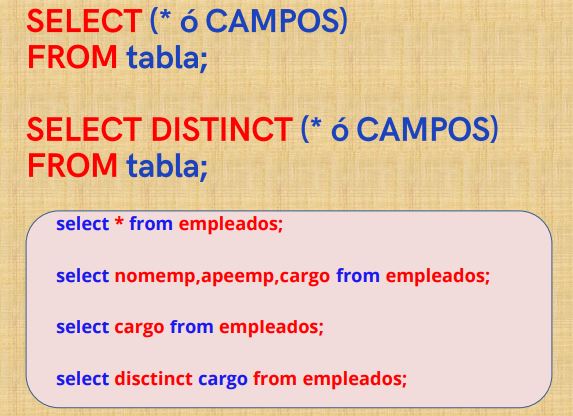 SELECT (* ó CAMPOS)
FROM tabla;
SELECT DISTINCT (* ó CAMPOS)
FROM tabla;
select * from empleados;
select nomemp,apeemp,cargo from empleados;
select cargo from empleados;
select disctinct cargo from empleados;